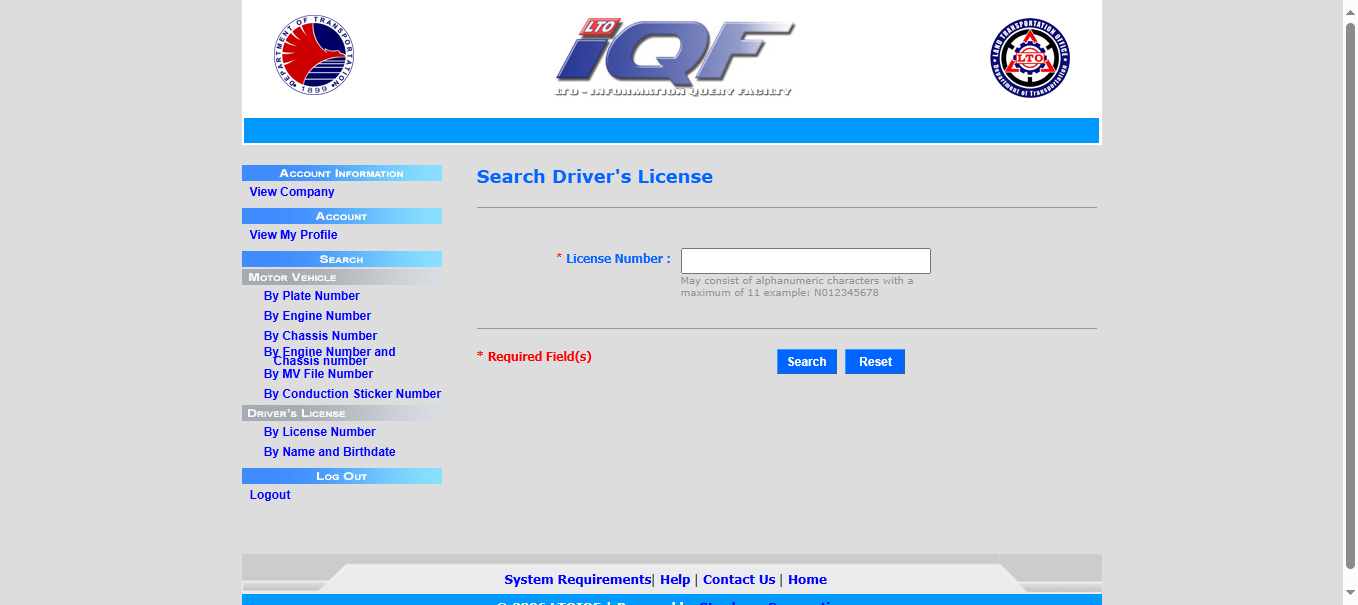 DEPARTMENT OF TRANSPORTATION
1899
LTO
iQF
LTO - INFORMATION QUERY FACILTY
LAND TRANSPORTATION OFFICE
LTO
Department of Transportation
Account Information
View Company
Account
View My Profile
Search
Motor Vehicle
By Plate Number
By Engine Number
By Chassis Number
By Engine Number and
Chassis number
By MV File Number
By Conduction Sticker Number
Driver's License
By License Number
By Name and Birthdate
Log Out
Logout
Search Driver's License
* License Number :
May consist of alphanumeric characters with a
maximum of 11 example: N012345678
* Required Field(s)
Search
Reset
System Requirements| Help | Contact Us | Home